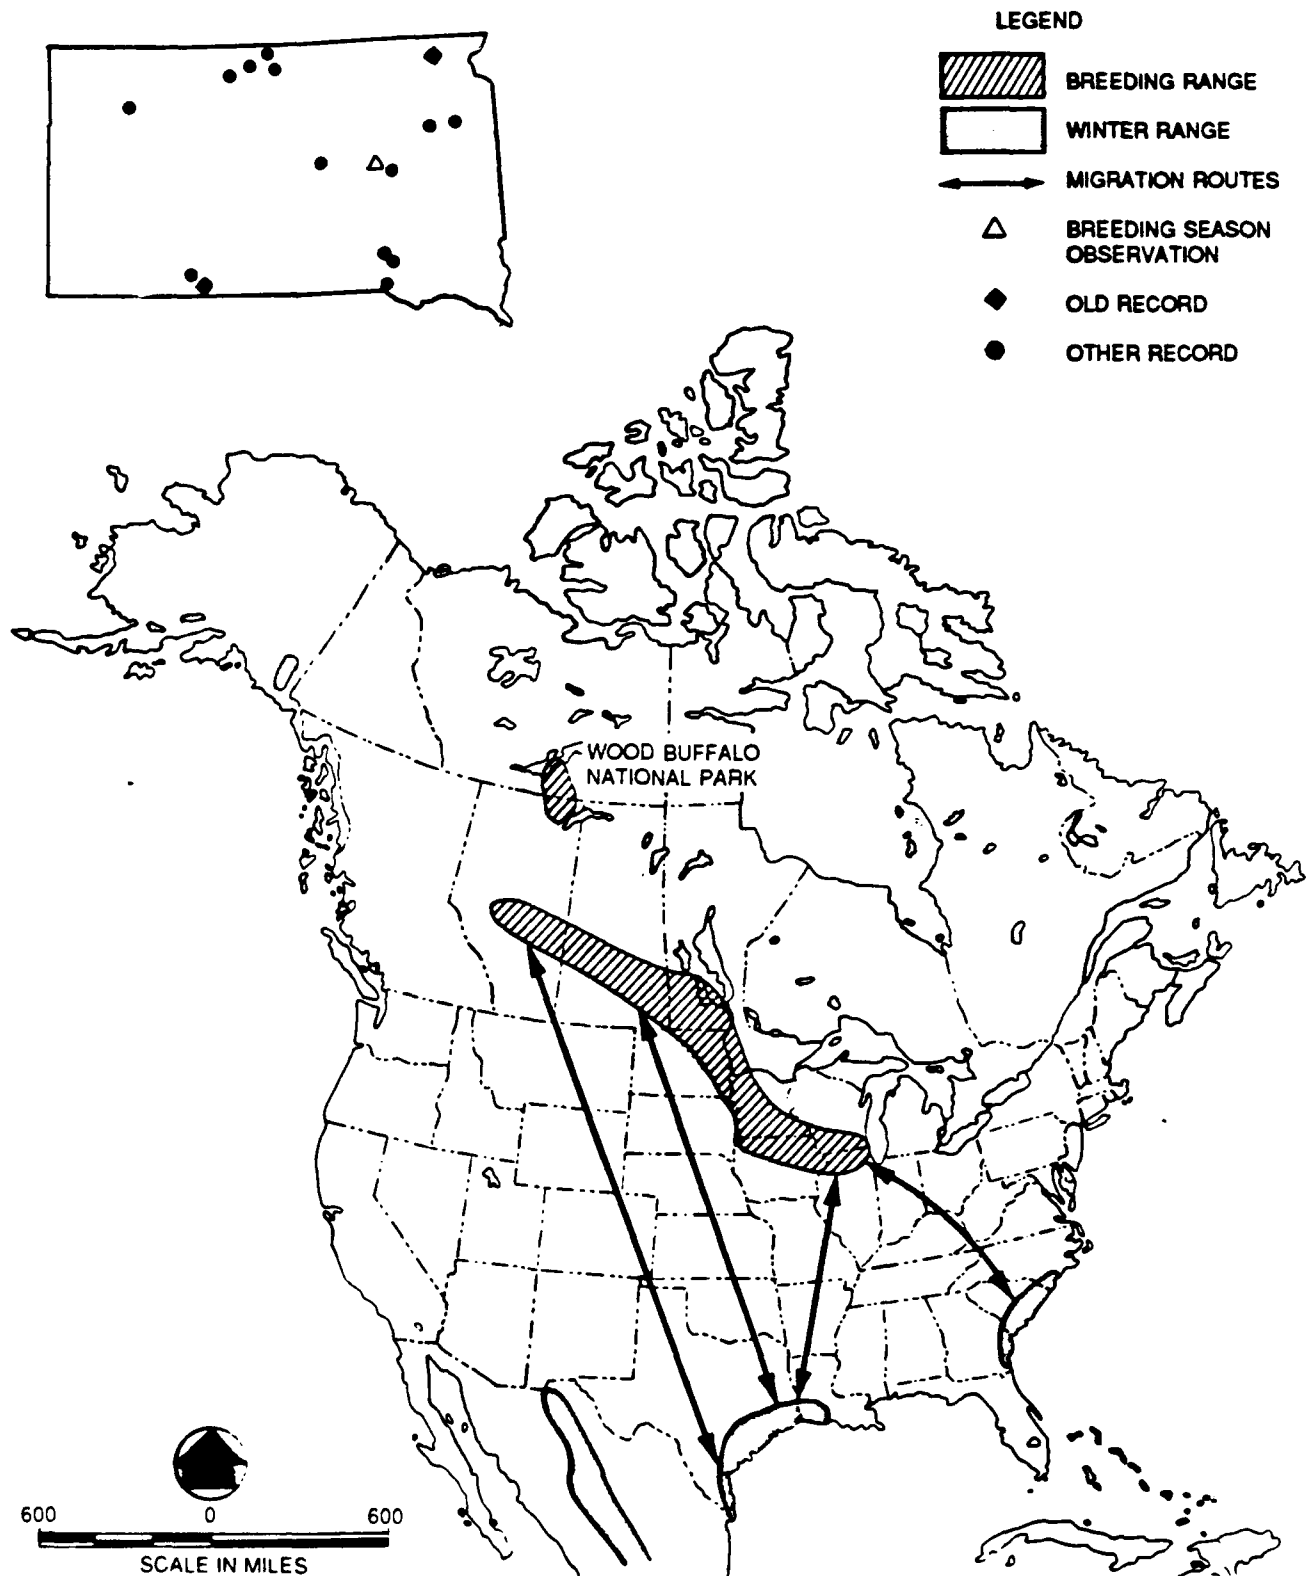 LEGEND
BREEDING RANGE
WINTER RANGE
MIGRATION ROUTES
BREEDING SEASON
OBSERVATION
OLD RECORD
OTHER RECORD
WOOD BUFFALO
NATIONAL PARK
600 0 600
SCALE IN MILES